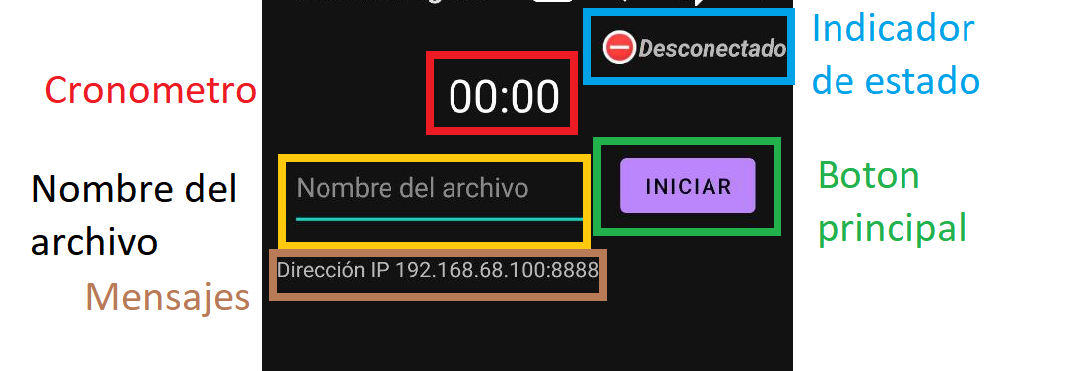 Indicador
de estado
Desconectado
Cronometro
00:00
Nombre del
archivo
Nombre del archivo
INICIAR
Boton
principal
Mensajes
Dirección IP 192.168.68.100:8888